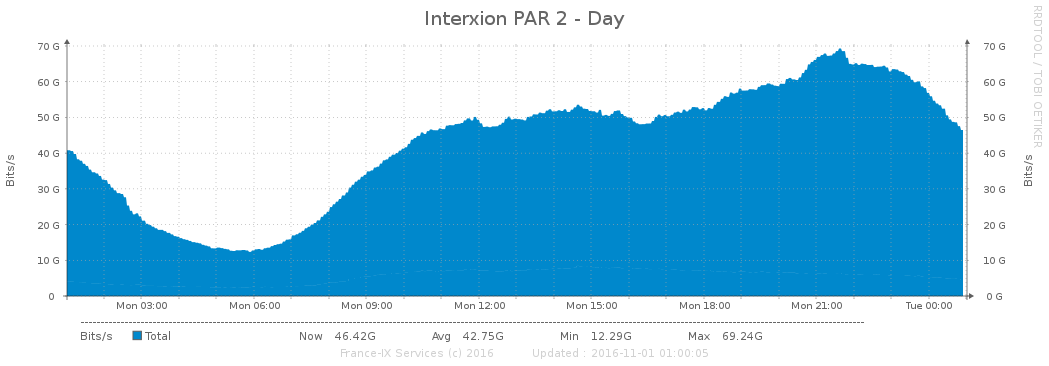 Interxion PAR 2 - Day
RRDTOOL / TOBI OETIKER
70 G 70 G
60 G 60 G
50 G 50 G
40 G 40 G
30 G 30 G
20 G 20 G
10 G 10 G
0 0 G
Bits/s Bits/s
Mon 03:00 Mon 06:00 Mon 09:00 Mon 12:00 Mon 15:00 Mon 18:00 Mon 21:00 Tue 00:00
Bits/s Total Now 46.42G Avg 42.75G Min 12.29G Max 69.24G
France-IX Services (c) 2016 Updated : 2016-11-01 01:00:05